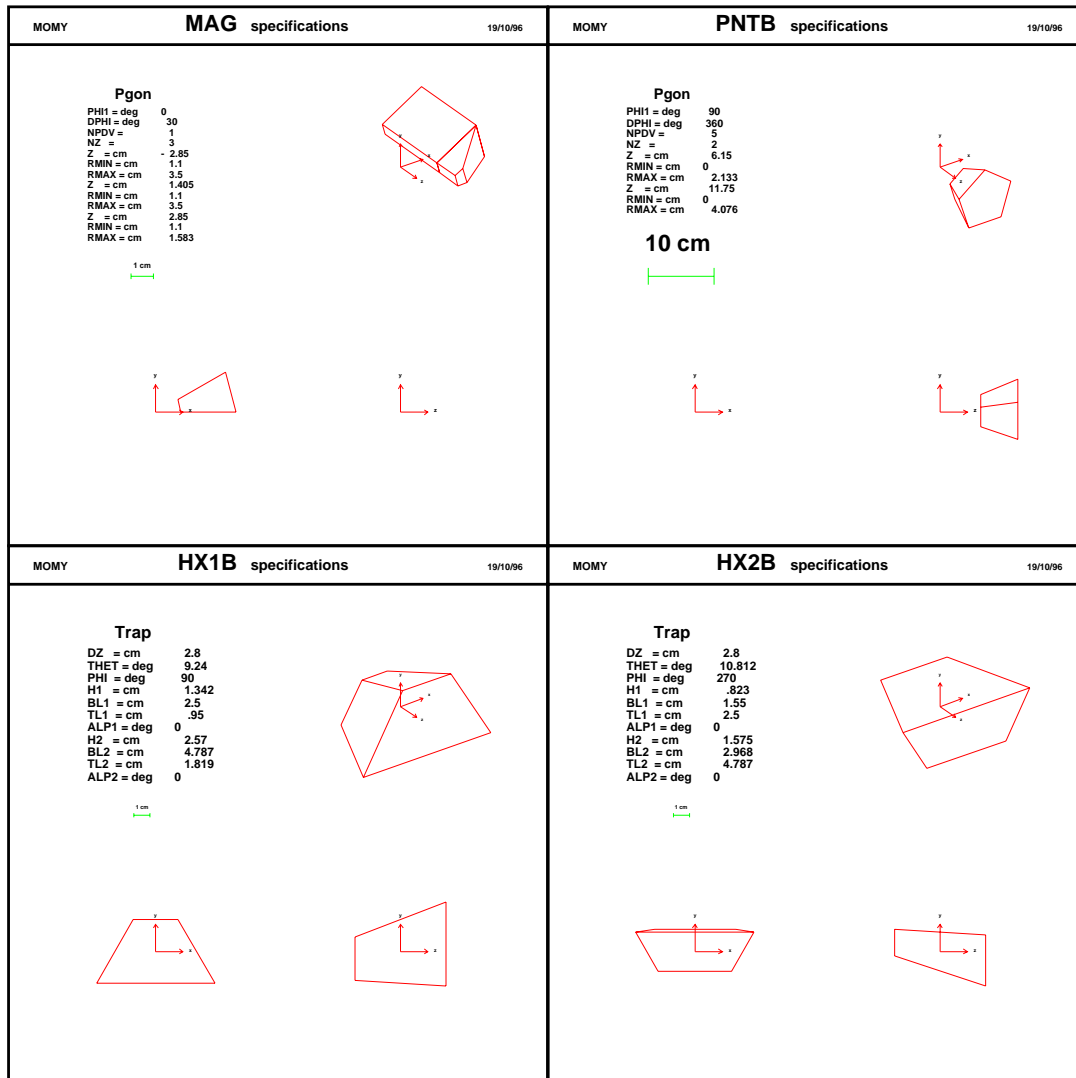 MOMY MAG specifications 19/10/96
Pgon
PHI1 = deg 0
DPHI = deg 30
NPDV = 1
NZ = 3
Z = cm - 2.85
RMIN = cm 1.1
RMAX = cm 3.5
Z = cm 1.405
RMIN = cm 1.1
RMAX = cm 3.5
Z = cm 2.85
RMIN = cm 1.1
RMAX = cm 1.583
1 cm
y
x
z
y
x
y
z
MOMY PNTB specifications 19/10/96
Pgon
PHI1 = deg 90
DPHI = deg 360
NPDV = 5
NZ = 2
Z = cm 6.15
RMIN = cm 0
RMAX = cm 2.133
Z = cm 11.75
RMIN = cm 0
RMAX = cm 4.076
10 cm
y
x
z
y
x
y
z
MOMY HX1B specifications 19/10/96
Trap
DZ = cm 2.8
THET = deg 9.24
PHI = deg 90
H1 = cm 1.342
BL1 = cm 2.5
TL1 = cm .95
ALP1 = deg 0
H2 = cm 2.57
BL2 = cm 4.787
TL2 = cm 1.819
ALP2 = deg 0
1 cm
y
x
z
y
x
y
z
MOMY HX2B specifications 19/10/96
Trap
DZ = cm 2.8
THET = deg 10.812
PHI = deg 270
H1 = cm .823
BL1 = cm 1.55
TL1 = cm 2.5
ALP1 = deg 0
H2 = cm 1.575
BL2 = cm 2.968
TL2 = cm 4.787
ALP2 = deg 0
1 cm
y
x
z
y
x
y
z